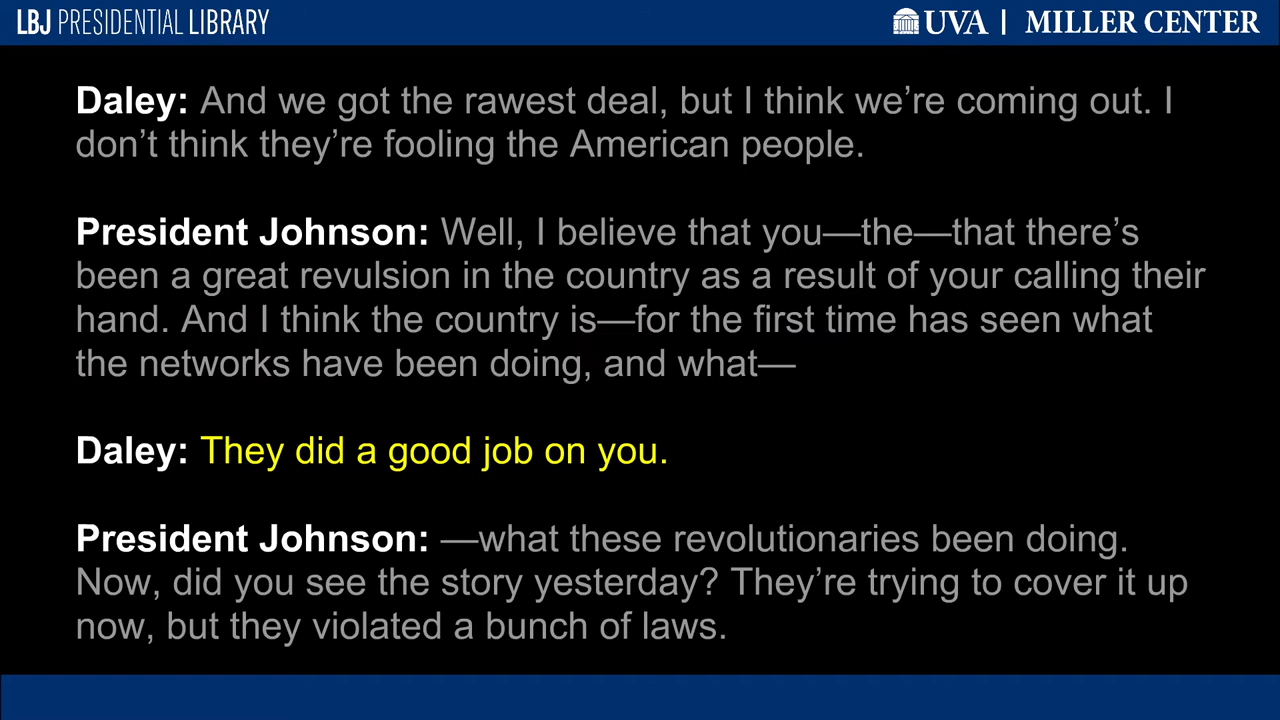 LBJ PRESIDENTIAL LIBRARY
UVA | MILLER CENTER
Daley: And we got the rawest deal, but I think we’re coming out. I
don’t think they’re fooling the American people.
President Johnson: Well, I believe that you—the—that there’s
been a great revulsion in the country as a result of your calling their
hand. And I think the country is—for the first time has seen what
the networks have been doing, and what—
Daley: They did a good job on you.
President Johnson: —what these revolutionaries been doing.
Now, did you see the story yesterday? They’re trying to cover it up
now, but they violated a bunch of laws.